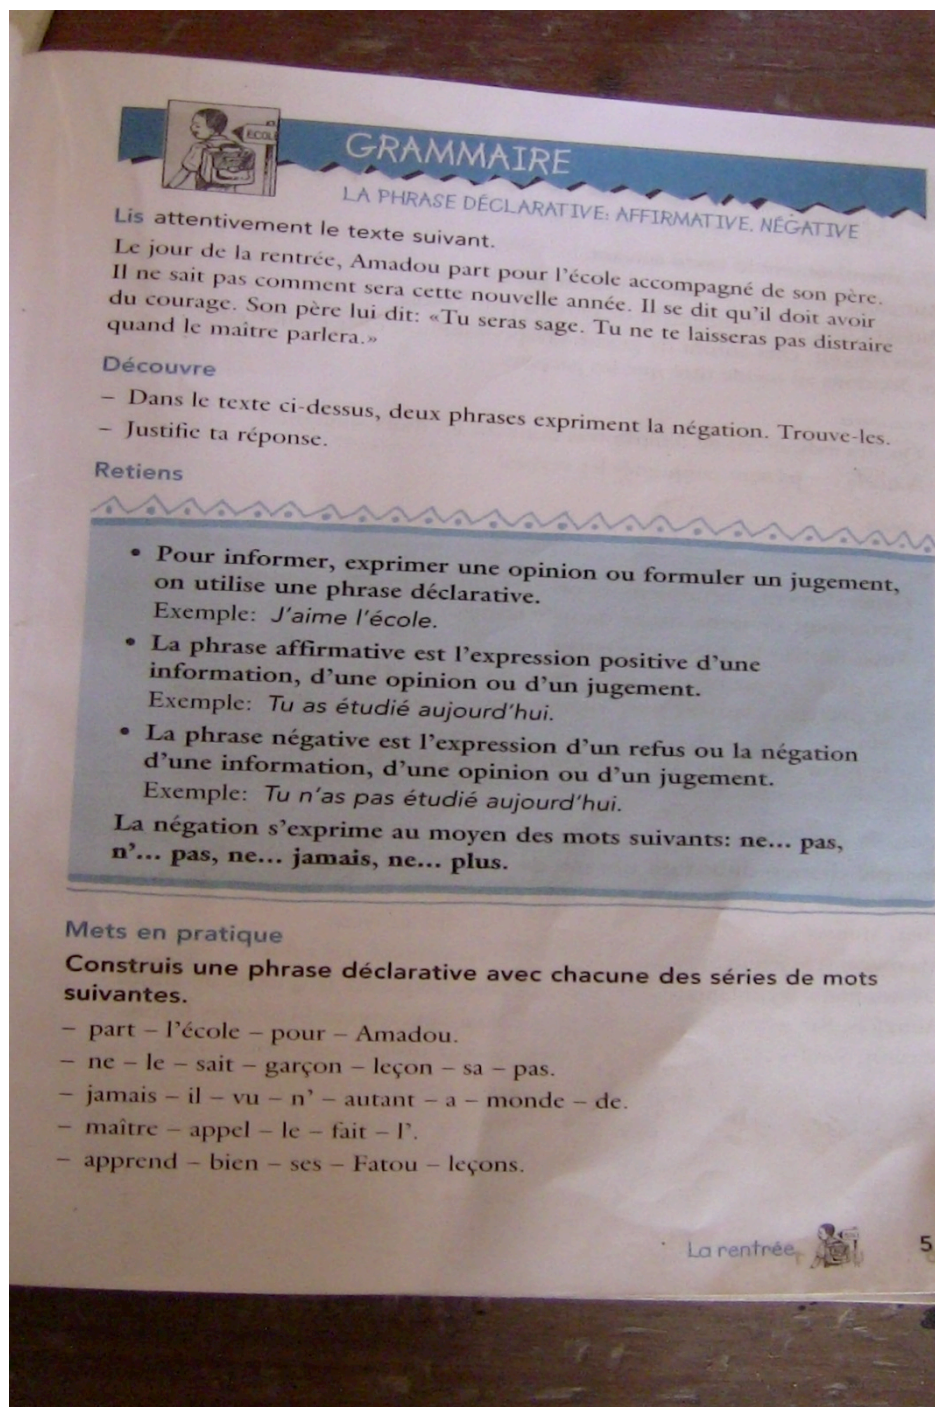 ECOLE
GRAMMAIRE
LA PHRASE DÉCLARATIVE: AFFIRMATIVE, NÉGATIVE
Lis attentivement le texte suivant.
Le jour de la rentrée, Amadou part pour l'école accompagné de son père.
Il ne sait pas comment sera cette nouvelle année. Il se dit qu'il doit avoir
du courage. Son père lui dit: «Tu seras sage. Tu ne te laisseras pas distraire
quand le maître parlera.»
Découvre
– Dans le texte ci-dessus, deux phrases expriment la négation. Trouve-les.
– Justifie ta réponse.
Retiens
• Pour informer, exprimer une opinion ou formuler un jugement,
on utilise une phrase déclarative.
Exemple: J'aime l'école.
• La phrase affirmative est l'expression positive d'une
information, d'une opinion ou d'un jugement.
Exemple: Tu as étudié aujourd'hui.
• La phrase négative est l'expression d'un refus ou la négation
d'une information, d'une opinion ou d'un jugement.
Exemple: Tu n'as pas étudié aujourd'hui.
La négation s'exprime au moyen des mots suivants: ne... pas,
n'... pas, ne... jamais, ne... plus.
Mets en pratique
Construis une phrase déclarative avec chacune des séries de mots
suivantes.
– part – l'école – pour – Amadou.
– ne – le – sait – garçon – leçon – sa – pas.
– jamais – il – vu – n' – autant – a – monde – de.
– maître – appel – le – fait – l'.
– apprend – bien – ses – Fatou – leçons.
La rentrée 5